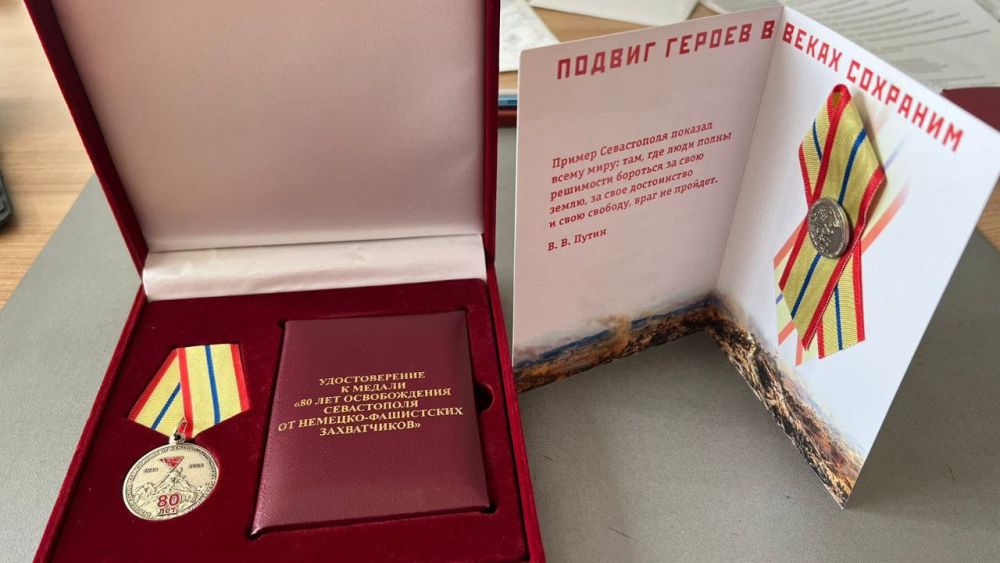 ПОДВИГ ГЕРОЕВ В ВЕКАХ СОХРАНИМ
Пример Севастополя показал
всему миру: там, где люди полны
решимости бороться за свою
землю, за свое достоинство
и свою свободу, враг не пройдет.
В. В. Путин
УДОСТОВЕРЕНИЕ
К МЕДАЛИ
«80 ЛЕТ ОСВОБОЖДЕНИЯ
СЕВАСТОПОЛЯ
ОТ НЕМЕЦКО-ФАШИСТСКИХ
ЗАХВАТЧИКОВ»
80
лет